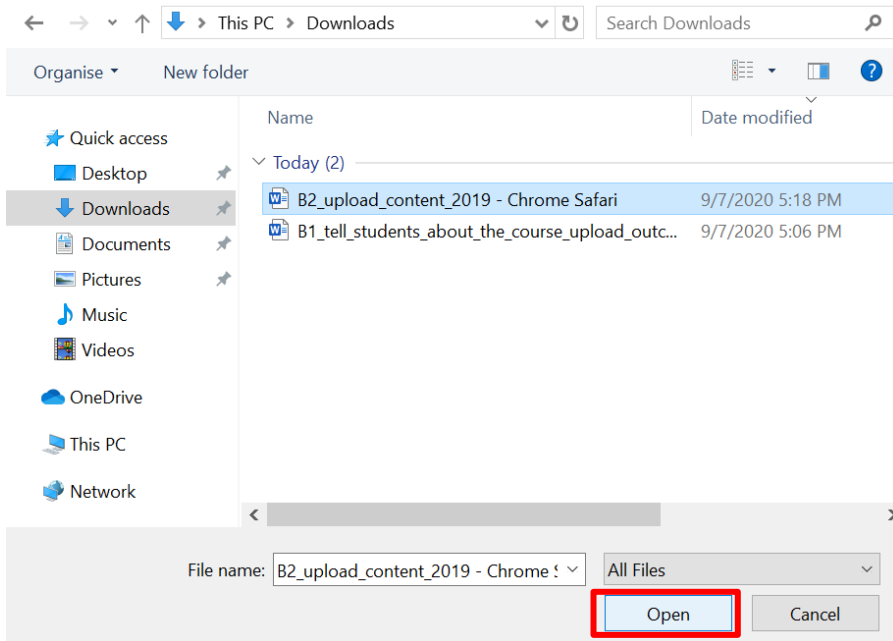 This PC > Downloads
Search Downloads
Organise
New folder
Name
Date modified
Quick access
Desktop
Downloads
Documents
Pictures
Music
Videos
OneDrive
This PC
Network
Today (2)
B2_upload_content_2019 - Chrome Safari 9/7/2020 5:18 PM
B1_tell_students_about_the_course_upload_outc... 9/7/2020 5:06 PM
File name: B2_upload_content_2019 - Chrome
All Files
Open
Cancel